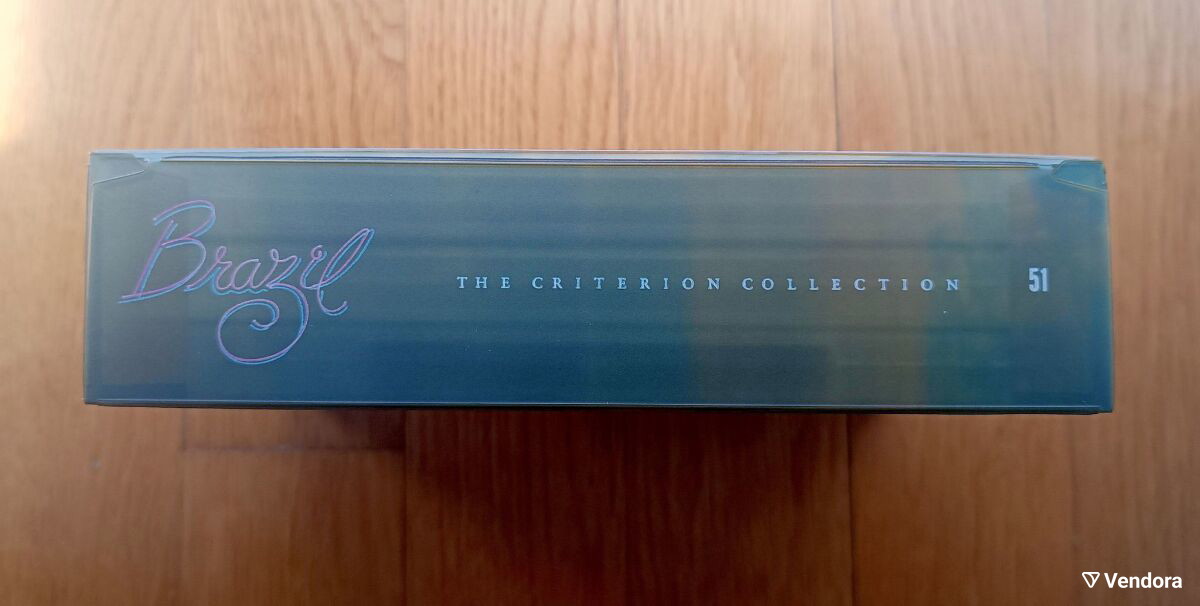 Brazil
THE CRITERION COLLECTION
51
Vendora